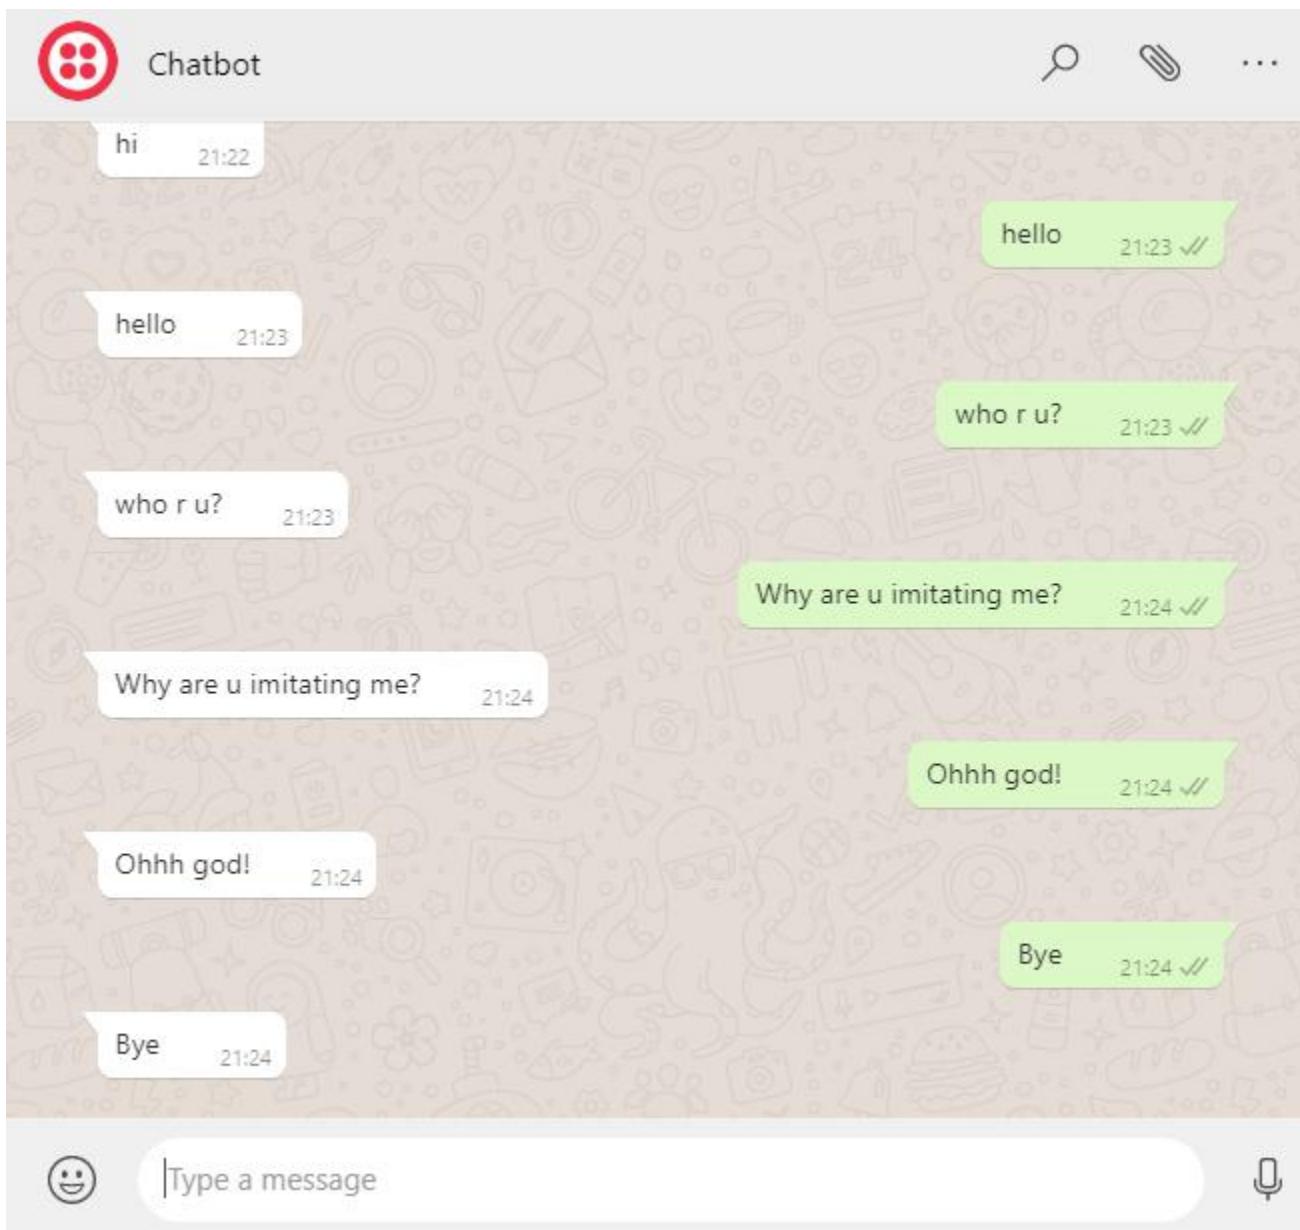 Chatbot
hi 21:22
hello 21:23
hello 21:23
who r u? 21:23
who r u? 21:23
Why are u imitating me? 21:24
Why are u imitating me? 21:24
Ohhh god! 21:24
Ohhh god! 21:24
Bye 21:24
Bye 21:24
Type a message